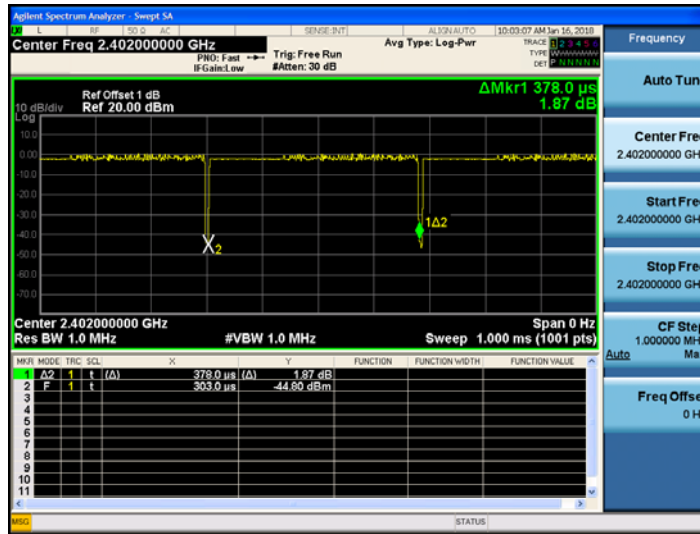 Agilent Spectrum Analyzer - Swept SA
L RF 50 Ω AC SENSE:INT ALIGN AUTO 10:03:07 AM Jan 16, 2018
Center Freq 2.402000000 GHz
Avg Type: Log-Pwr
TRACE 1 2 3 4 5 6
PNO: Fast
Trig: Free Run
TYPE
IFGain:Low
#Atten: 30 dB
DET P N N N N N
ΔMkr1 378.0 µs
1.87 dB
Ref Offset 1 dB
10 dB/div Ref 20.00 dBm
Log
10.0
0.00
-10.0
-20.0
-30.0
-40.0
-50.0
-60.0
-70.0
X2
1Δ2
Center 2.402000000 GHz Span 0 Hz
Res BW 1.0 MHz #VBW 1.0 MHz Sweep 1.000 ms (1001 pts)
MKR MODE TRC SCL X Y FUNCTION FUNCTION WIDTH FUNCTION VALUE
1 Δ2 1 t (Δ) 378.0 µs (Δ) 1.87 dB
2 F 1 t 303.0 µs -44.80 dBm
3
4
5
6
7
8
9
10
11
MSG STATUS
Frequency
Auto Tun
Center Fre
2.402000000 GH
Start Fre
2.402000000 GH
Stop Fre
2.402000000 GH
CF Ste
1.000000 MH
Auto Ma
Freq Offse
0 H